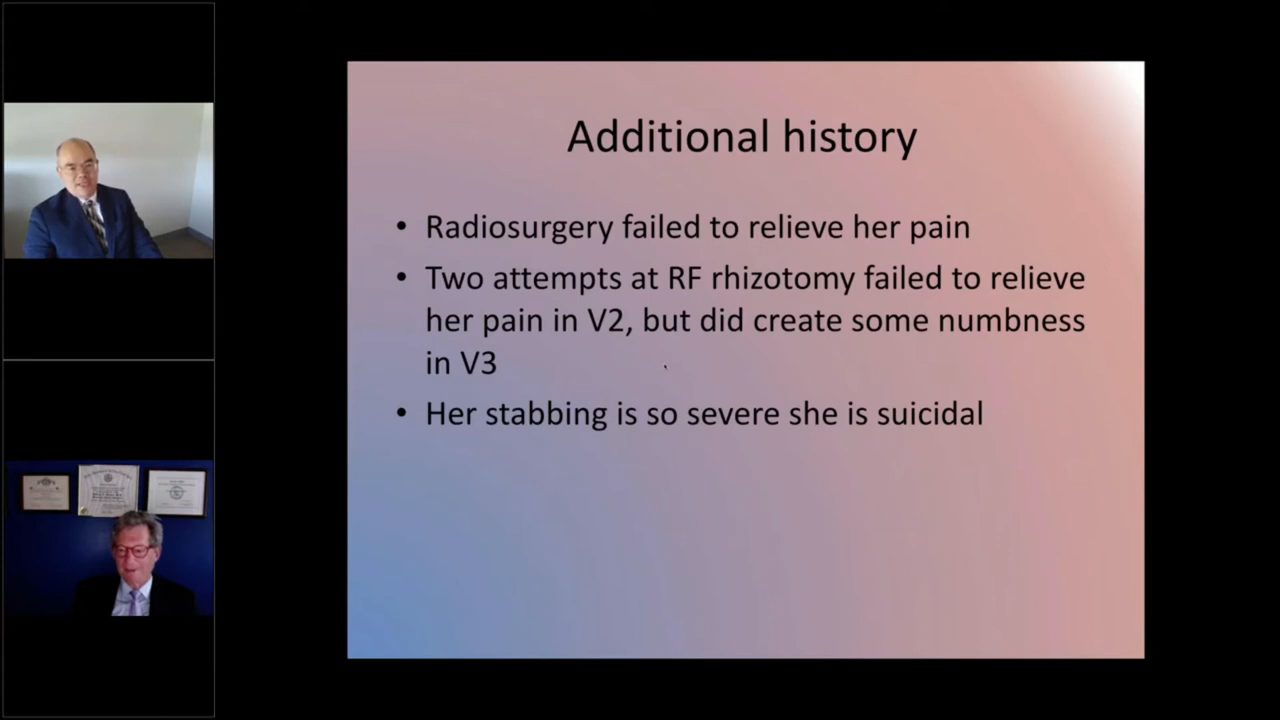 Additional history
• Radiosurgery failed to relieve her pain
• Two attempts at RF rhizotomy failed to relieve
her pain in V2, but did create some numbness
in V3
• Her stabbing is so severe she is suicidal